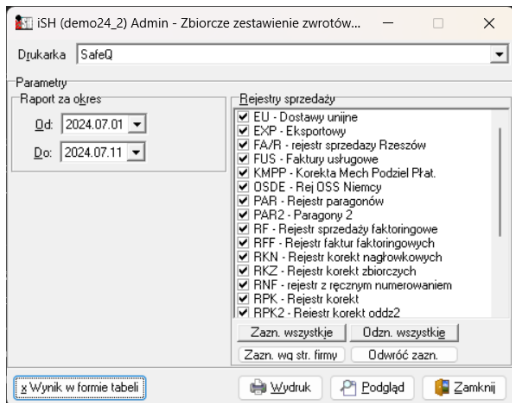 iSH (demo24_2) Admin - Zbiorcze zestawienie zwrotów...
Drukarka SafeQ
Parametry
Raport za okres
Od: 2024.07.01
Do: 2024.07.11
Rejestry sprzedaży
EU - Dostawy unijne
EXP - Eksportowy
FA/R - rejestr sprzedazy Rzeszów
FUS - Faktury usługowe
KMPP - Korekta Mech Podziel Płat.
OSDE - Rej OSS Niemcy
PAR - Rejestr paragonów
PAR2 - Paragony 2
RF - Rejestr sprzedaży faktoringowe
RFF - Rejestr faktur faktoringowych
RKN - Rejestr korekt nagłowkowych
RKZ - Rejestr korekt zbiorczych
RNF - rejestr z ręcznym numerowaniem
RPK - Rejestr korekt
RPK2 - Rejestr korekt oddz2
Zazn. wszystkie Odzn. wszystkie
Zazn. wg str. firmy Odwróć zazn.
x Wynik w formie tabeli Wydruk Podgląd Zamknij